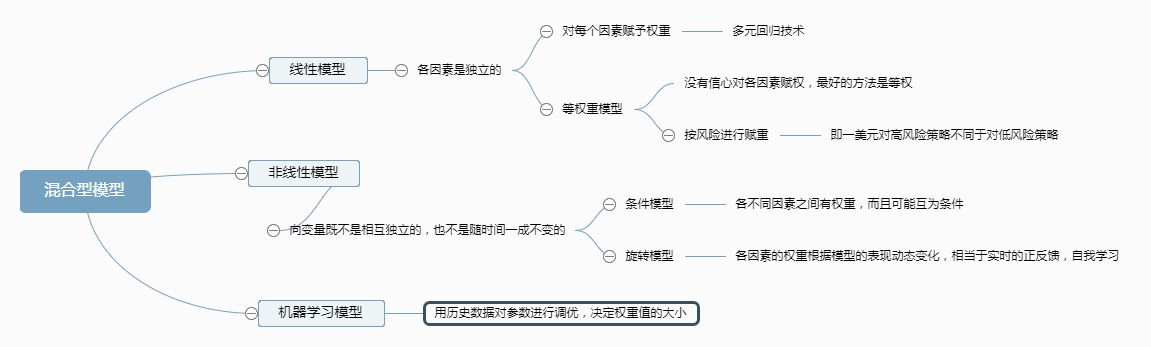 混合型模型
线性模型
各因素是独立的
对每个因素赋予权重
多元回归技术
等权重模型
没有信心对各因素赋权，最好的方法是等权
按风险进行赋重
即一美元对高风险策略不同于对低风险策略
非线性模型
向变量既不是相互独立的，也不是随时间一成不变的
条件模型
各不同因素之间有权重，而且可能互为条件
旋转模型
各因素的权重根据模型的表现动态变化，相当于实时的正反馈，自我学习
机器学习模型
用历史数据对参数进行调优，决定权重值的大小